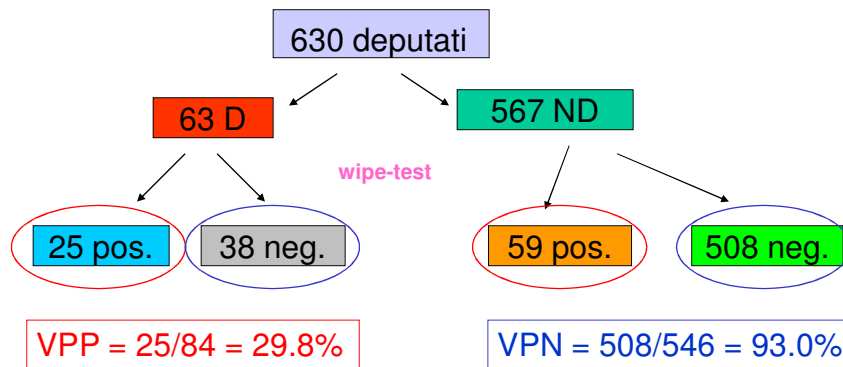 630 deputati
63 D
567 ND
wipe-test
25 pos.
38 neg.
59 pos.
508 neg.
VPP = 25/84 = 29.8%
VPN = 508/546 = 93.0%